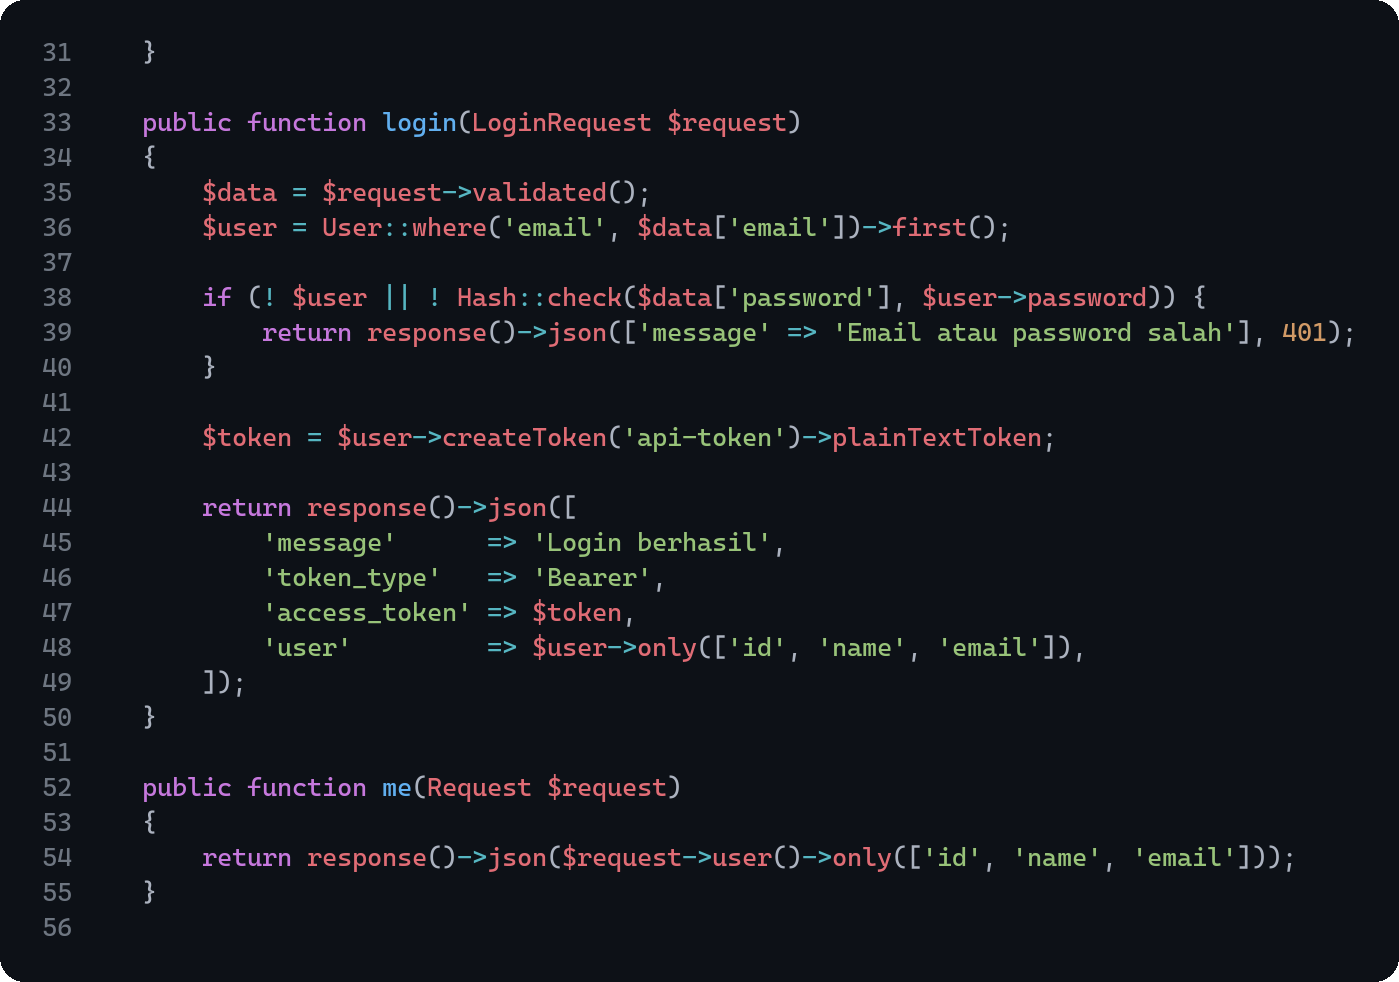 31     }
32
33     public function login(LoginRequest $request)
34     {
35         $data = $request->validated();
36         $user = User::where('email', $data['email'])->first();
37
38         if (! $user || ! Hash::check($data['password'], $user->password)) {
39             return response()->json(['message' => 'Email atau password salah'], 401);
40         }
41
42         $token = $user->createToken('api-token')->plainTextToken;
43
44         return response()->json([
45             'message'      => 'Login berhasil',
46             'token_type'   => 'Bearer',
47             'access_token' => $token,
48             'user'         => $user->only(['id', 'name', 'email']),
49         ]);
50     }
51
52     public function me(Request $request)
53     {
54         return response()->json($request->user()->only(['id', 'name', 'email']));
55     }
56